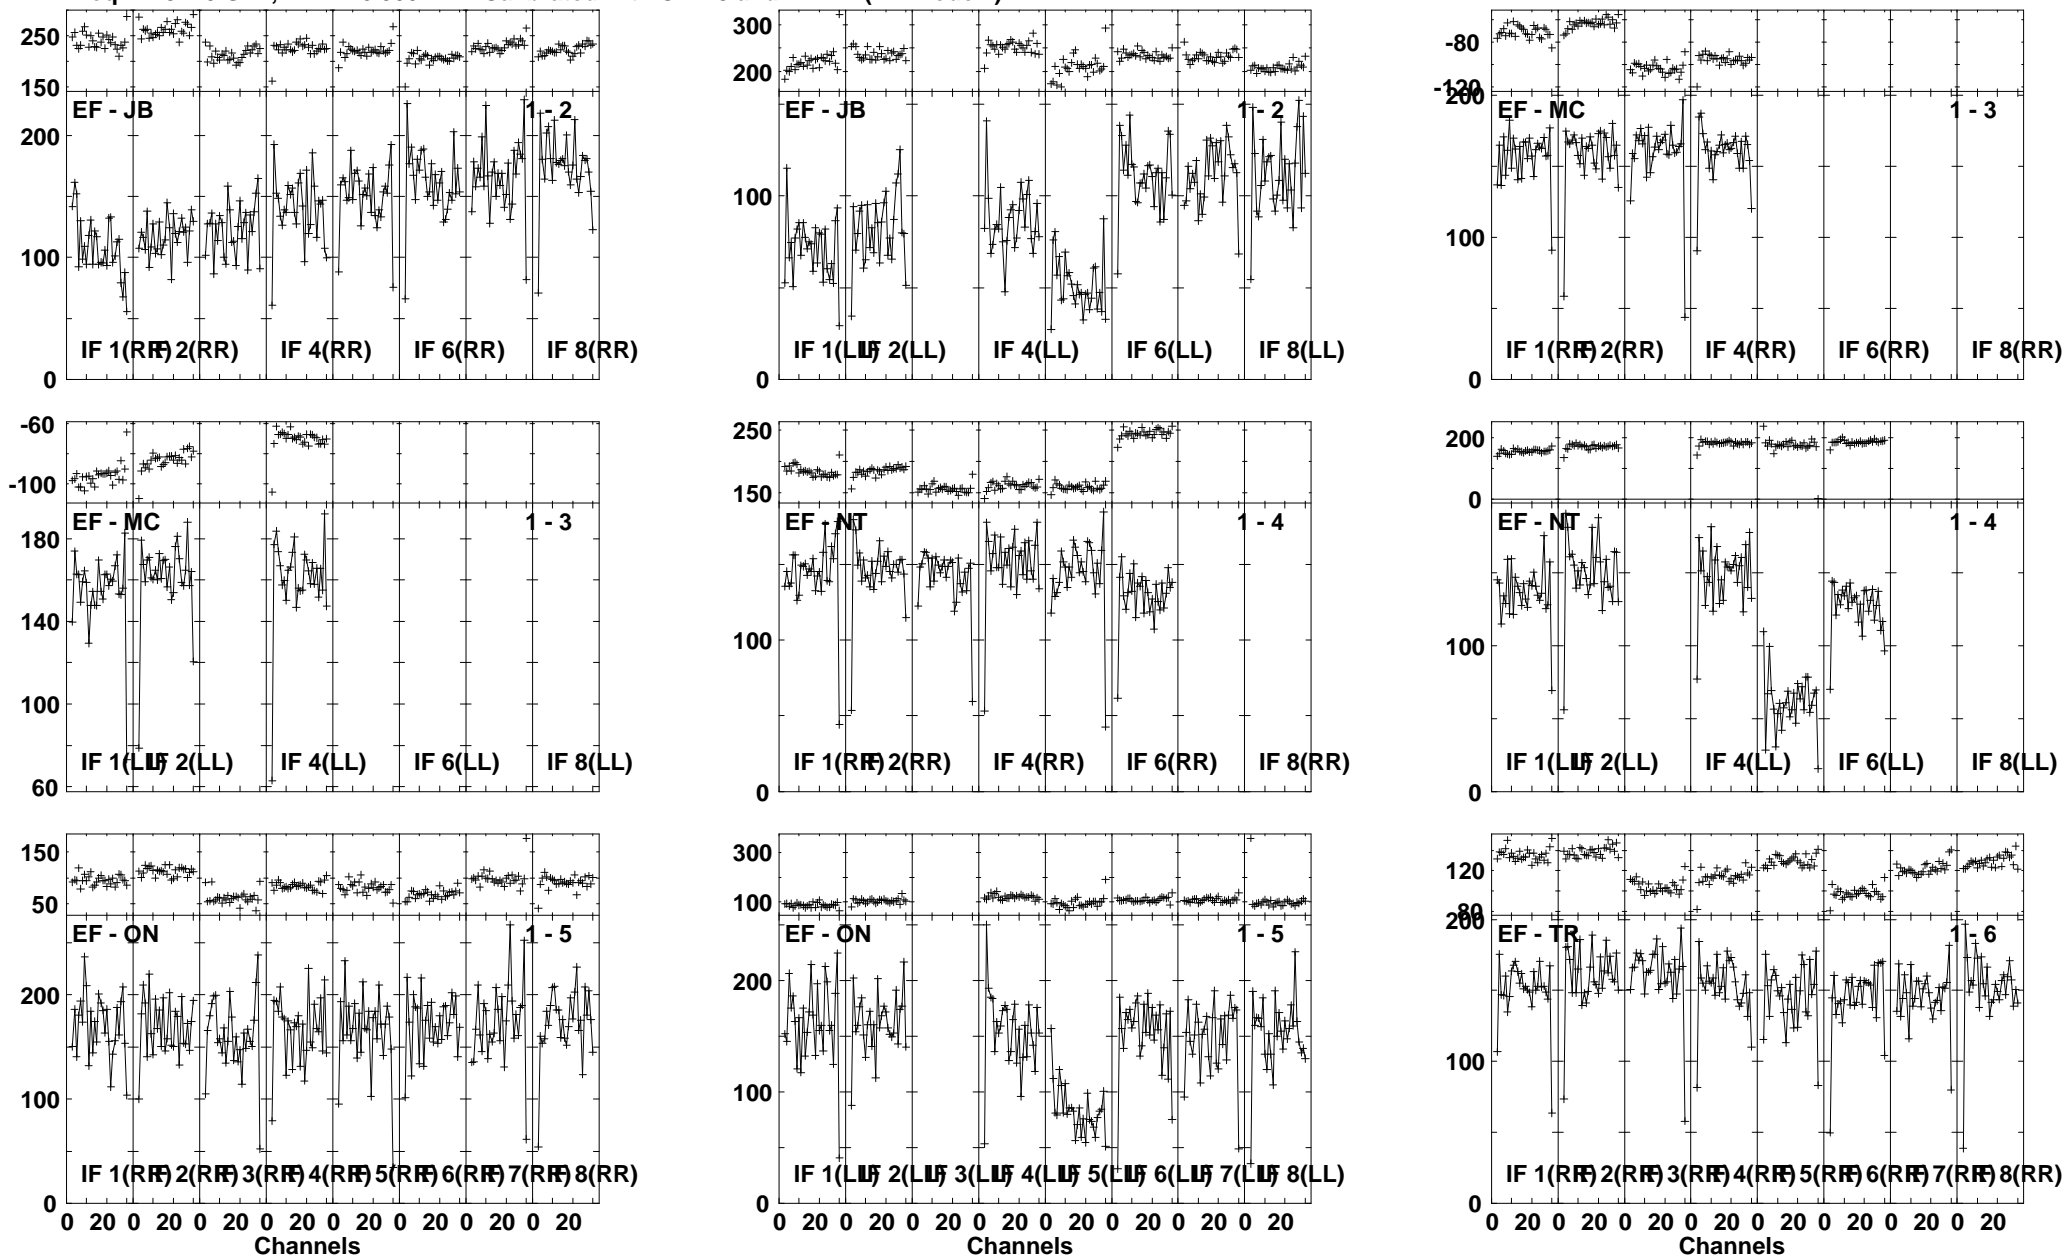 250
150
EF - JB
1 - 2
200
100
0
IF 1(RR)
IF 2(RR)
IF 4(RR)
IF 6(RR)
IF 8(RR)
300
200
EF - JB
1 - 2
100
0
IF 1(LL)
IF 2(LL)
IF 4(LL)
IF 6(LL)
IF 8(LL)
-80
-120
200
EF - MC
1 - 3
100
0
IF 1(RR)
IF 2(RR)
IF 4(RR)
IF 6(RR)
IF 8(RR)
-60
-100
EF - MC
1 - 3
180
140
100
60
IF 1(LL)
IF 2(LL)
IF 4(LL)
IF 6(LL)
IF 8(LL)
250
150
EF - NT
1 - 4
100
0
IF 1(RR)
IF 2(RR)
IF 4(RR)
IF 6(RR)
IF 8(RR)
200
0
EF - NT
1 - 4
100
0
IF 1(LL)
IF 2(LL)
IF 4(LL)
IF 6(LL)
IF 8(LL)
150
50
EF - ON
1 - 5
200
100
0
IF 1(RR)
IF 2(RR)
IF 3(RR)
IF 4(RR)
IF 5(RR)
IF 6(RR)
IF 7(RR)
IF 8(RR)
0 20 0 20 0 20 0 20 0 20 0 20 0 20 0 20
Channels
300
100
EF - ON
1 - 5
200
100
0
IF 1(LL)
IF 2(LL)
IF 3(LL)
IF 4(LL)
IF 5(LL)
IF 6(LL)
IF 7(LL)
IF 8(LL)
0 20 0 20 0 20 0 20 0 20 0 20 0 20 0 20
Channels
120
80
200
EF - TR
1 - 6
100
0
IF 1(RR)
IF 2(RR)
IF 3(RR)
IF 4(RR)
IF 5(RR)
IF 6(RR)
IF 7(RR)
IF 8(RR)
0 20 0 20 0 20 0 20 0 20 0 20 0 20 0 20
Channels